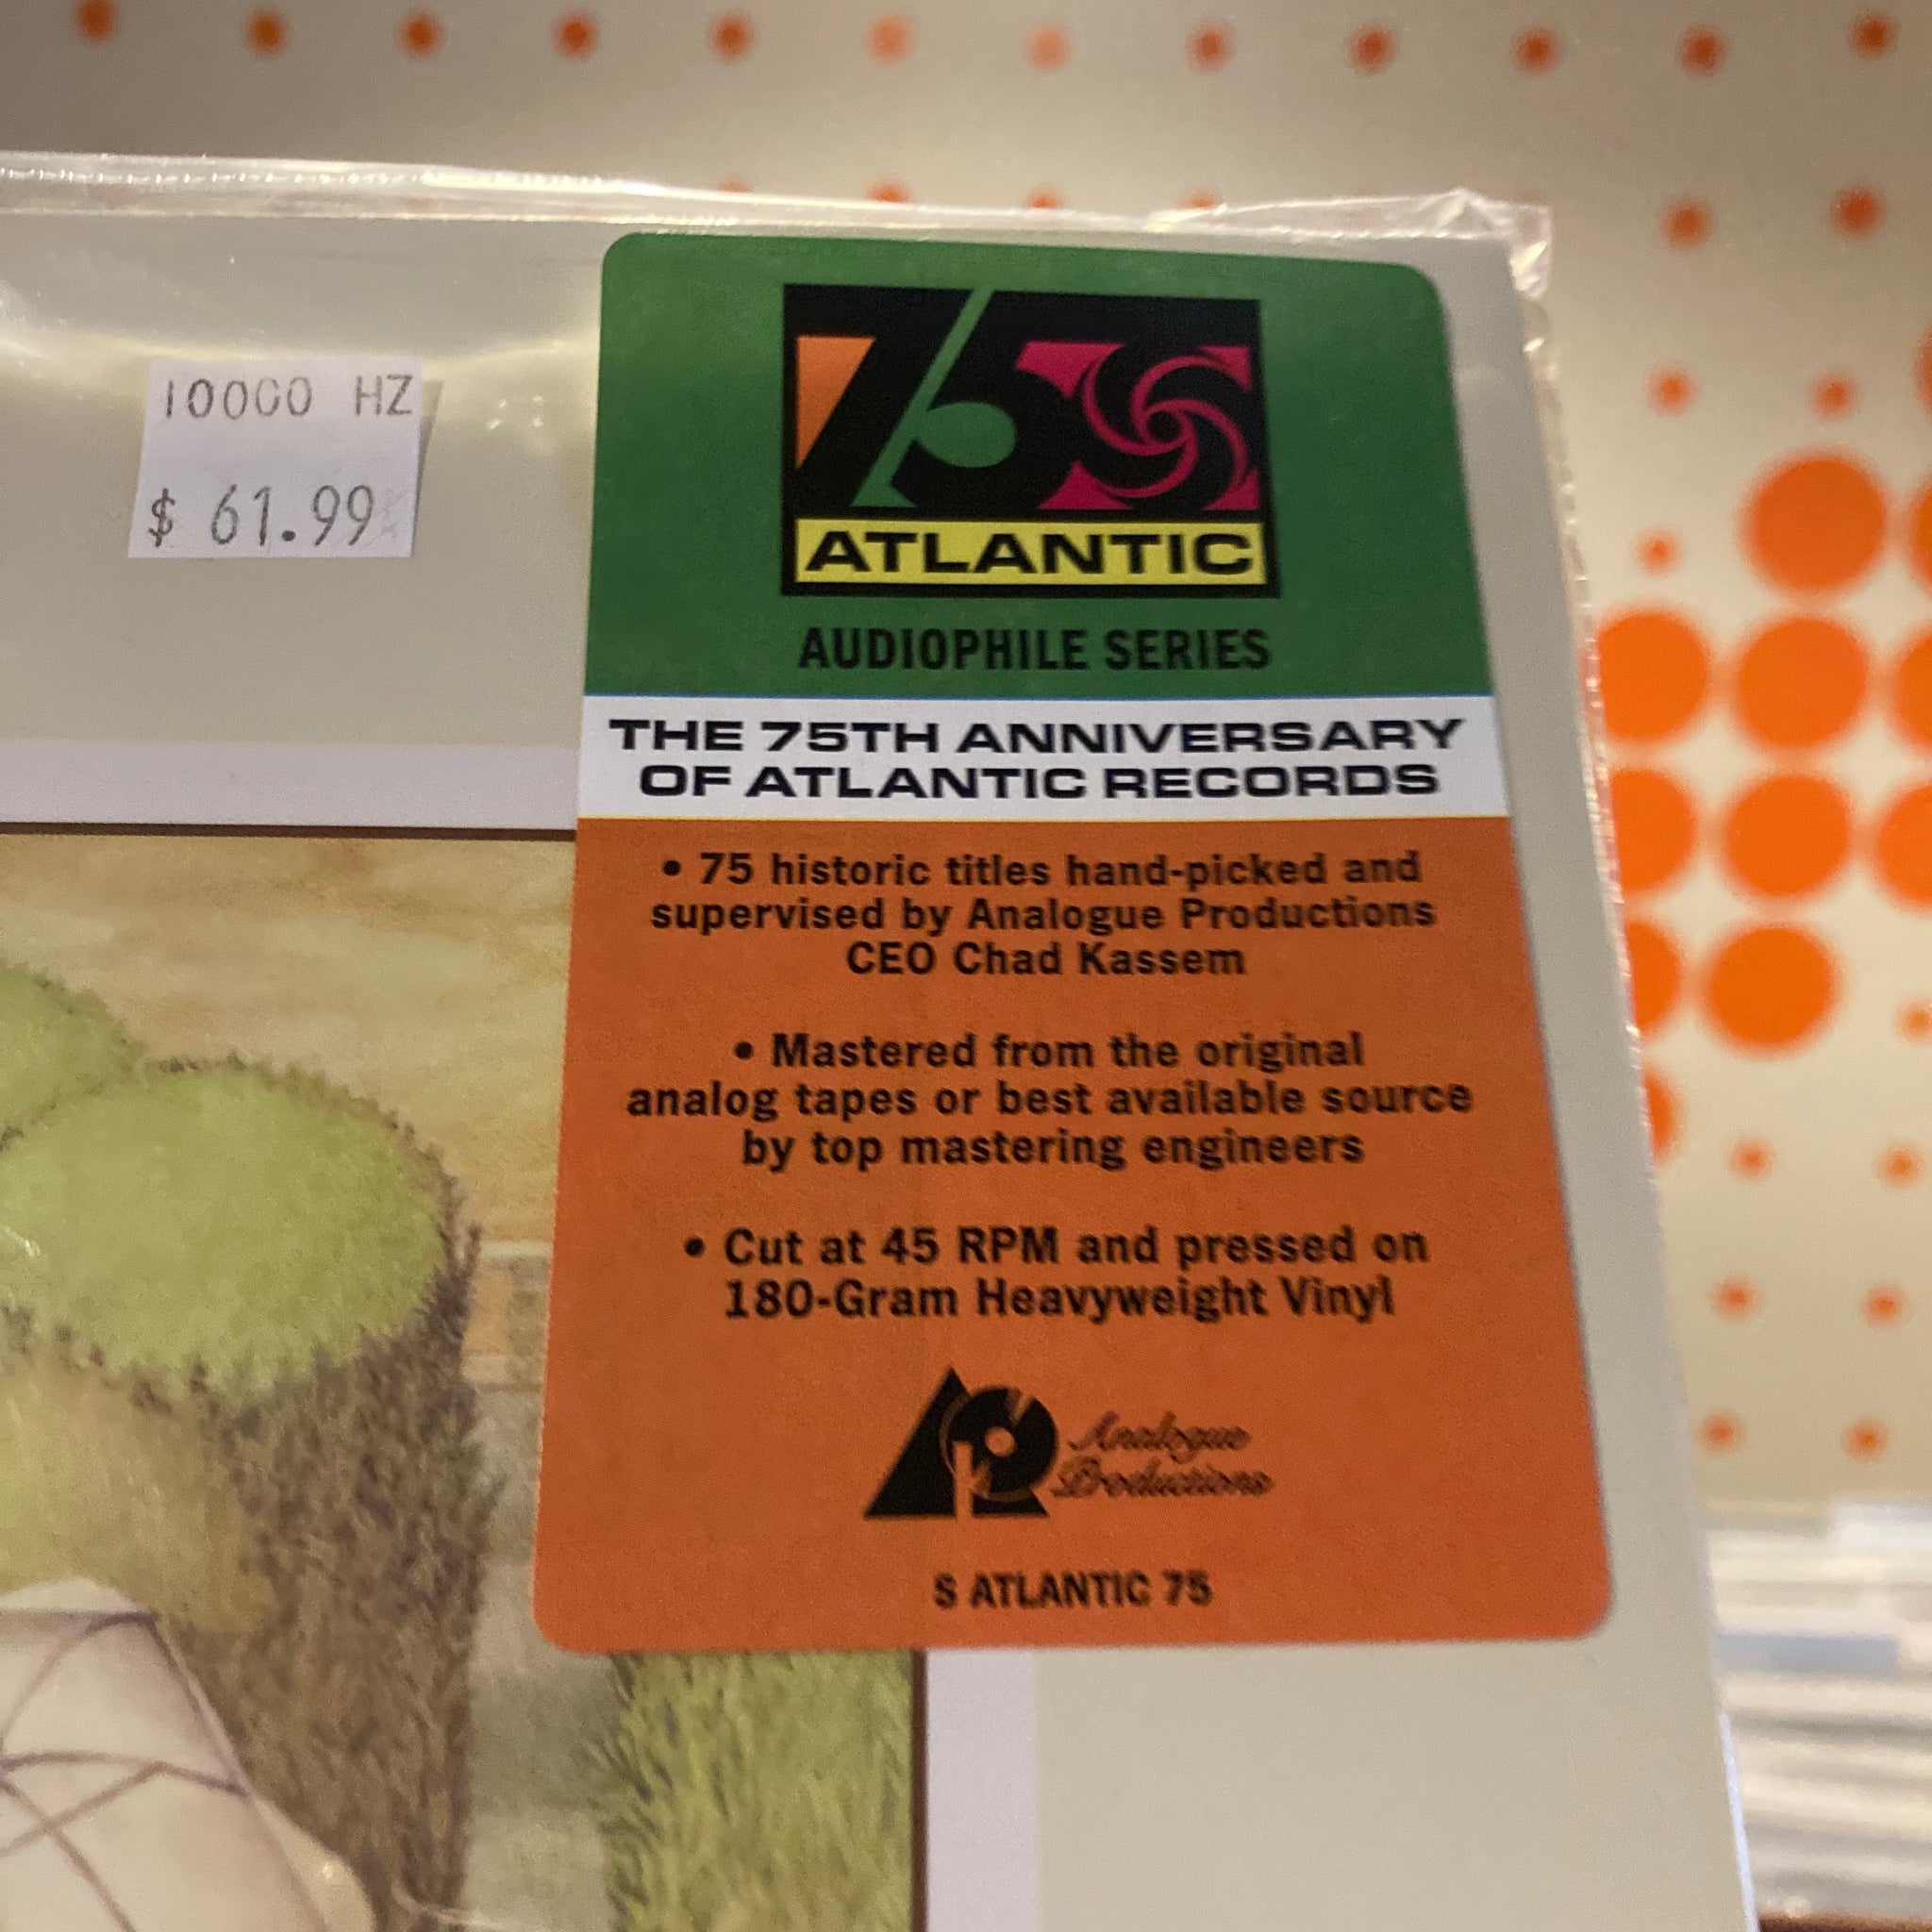 10000 HZ
$ 61.99
75
ATLANTIC
AUDIOPHILE SERIES
THE 75TH ANNIVERSARY
OF ATLANTIC RECORDS
• 75 historic titles hand-picked and
supervised by Analogue Productions
CEO Chad Kassem
• Mastered from the original
analog tapes or best available source
by top mastering engineers
• Cut at 45 RPM and pressed on
180-Gram Heavyweight Vinyl
Analogue
Productions
S ATLANTIC 75